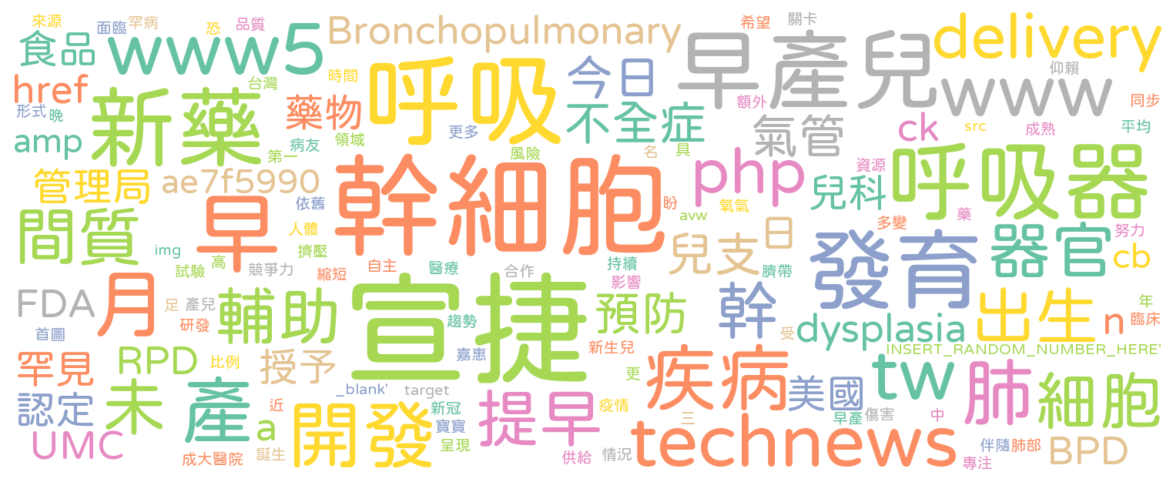 來源
面臨
罕病
恐
品質
Bronchopulmonary
希望
關卡
delivery
食品
www5
時間
呼吸
今日
早產兒
仰賴
href
台灣
新藥
藥物
不全症
額外
www
同步
形式
晚
amp
病友
領域
更多
氣管
ck
src
成熟
平均
第一
風險
名
具
管理局
ae7f5990
幹細胞
php
資源
兒科
呼吸器
依舊
盼
氧氣
早
間質
avw
多變
藥
努力
人體
兒支
日
發育
器官
cb
img
擠壓
試驗
高
競爭力
縮短
自主
醫療
合作
持續
影響
臍帶
FDA
月
足
產兒
研發
輔助
宣捷
趨勢
預防
幹
受
dysplasia
出生
n
年
臨床
首圖
嘉惠
新生兒
INSERT_RANDOM_NUMBER_HERE'
罕見
RPD
比例
授予
更
疾病
美國
tw
肺
細胞
認定
未
產
近
_blank'
target
新冠
寶寶
呈現
提早
疫情
三
早產
傷害
中
UMC
a
開發
technews
伴隨
肺部
BPD
成大醫院
誕生
供給
情況
專注